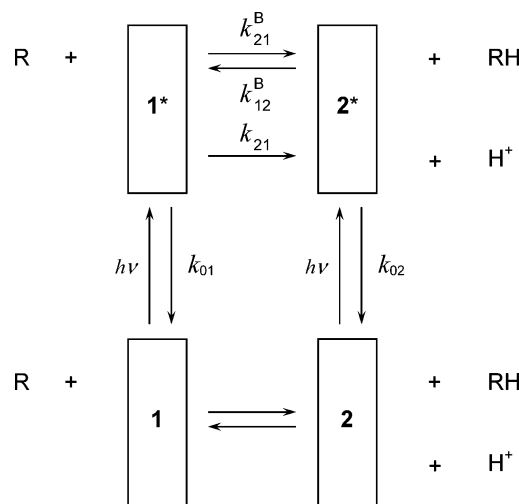 k₂₁ᴮ
R + 1* 2* + RH
k₁₂ᴮ
k₂₁ + H⁺
hν k₀₁ hν k₀₂
R + 1 2 + RH
+ H⁺